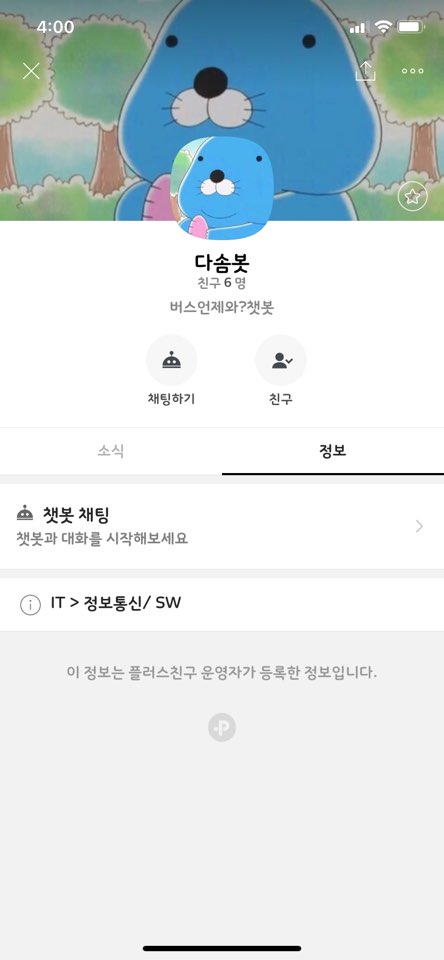 4:00
다솜봇
친구 6 명
버스언제와?챗봇
채팅하기
친구
소식
정보
챗봇 채팅
챗봇과 대화를 시작해보세요
IT > 정보통신/ SW
이 정보는 플러스친구 운영자가 등록한 정보입니다.
P